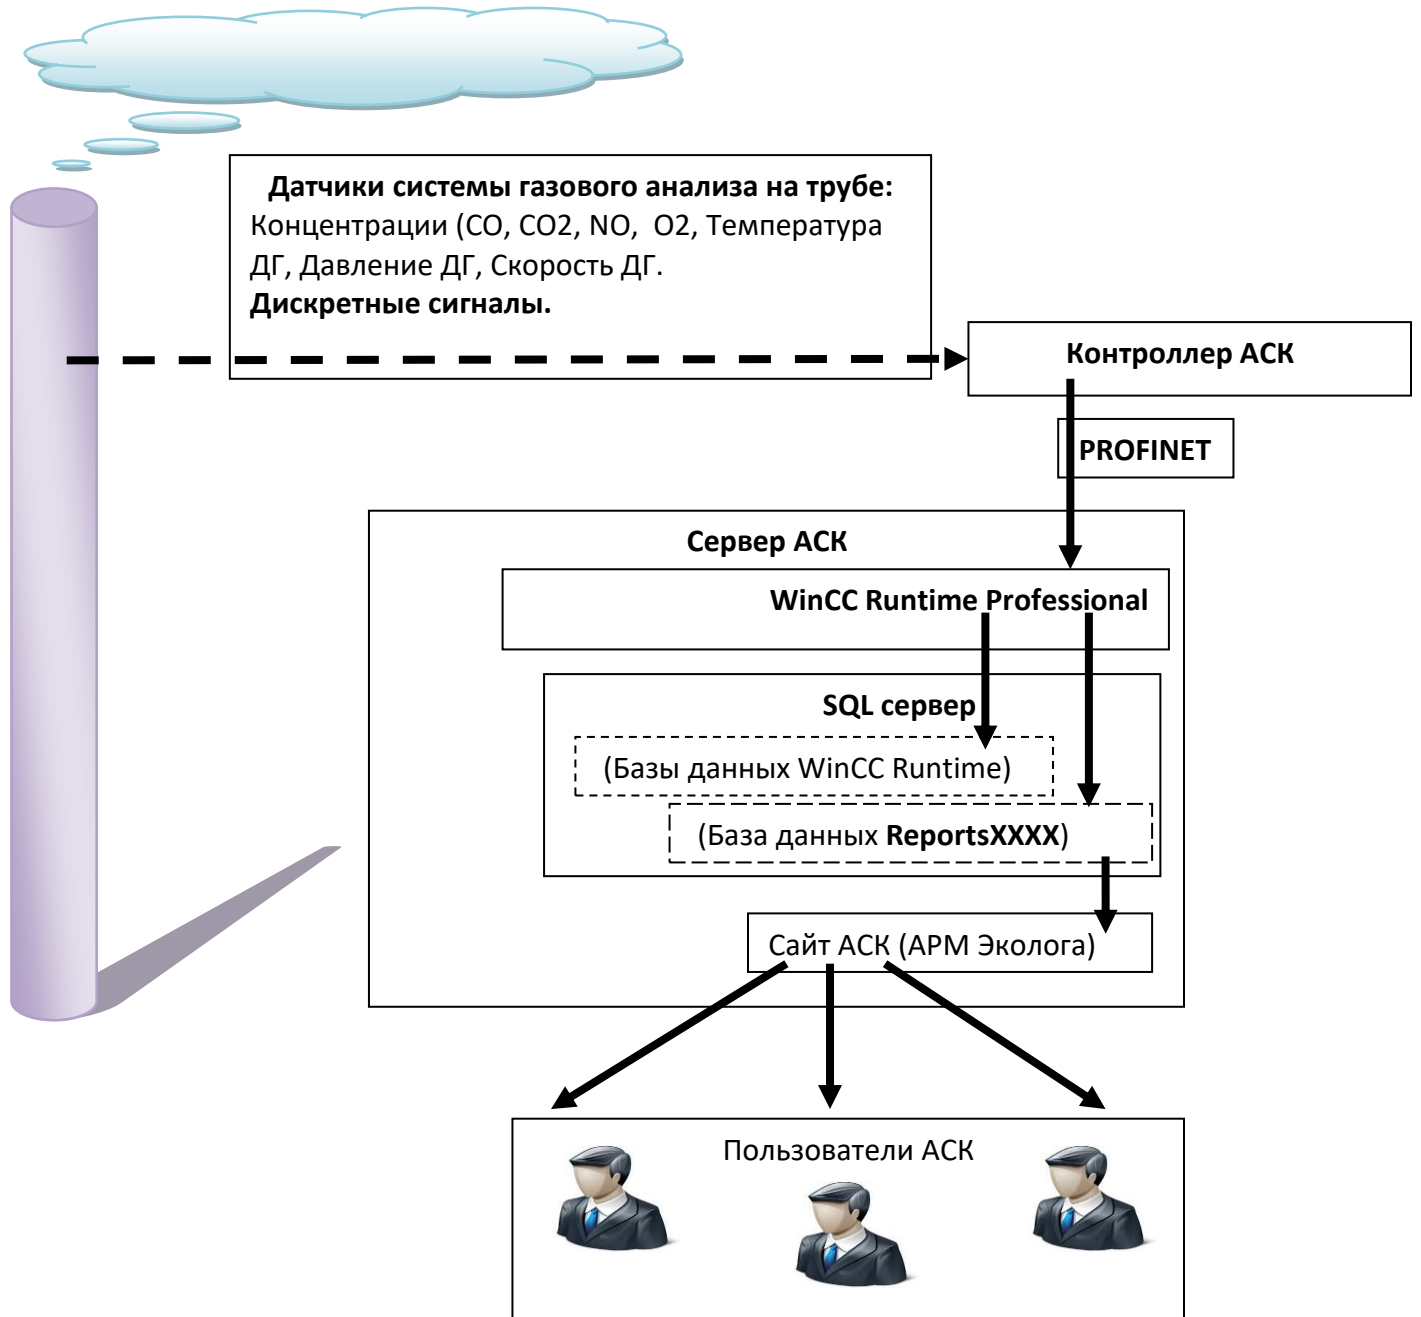 Датчики системы газового анализа на трубе:
Концентрации (CO, CO2, NO,  O2, Температура
ДГ, Давление ДГ, Скорость ДГ.
Дискретные сигналы.
Контроллер АСК
PROFINET
Сервер АСК
WinCC Runtime Professional
SQL сервер
(Базы данных WinCC Runtime)
(База данных ReportsXXXX)
Сайт АСК (АРМ Эколога)
Пользователи АСК